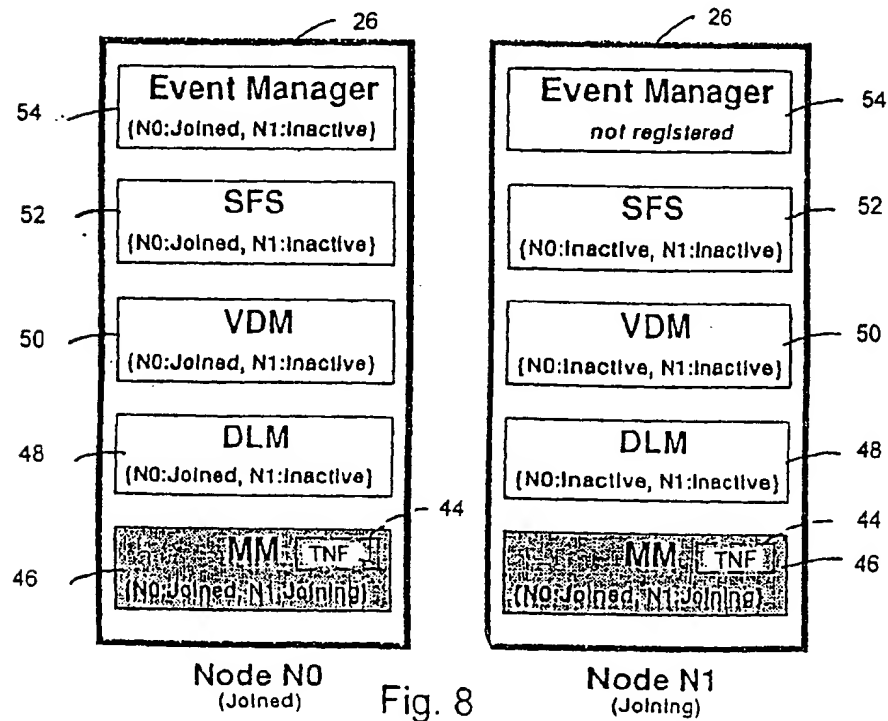 26
Event Manager
54
{N0:Joined, N1:Inactive}
SFS
52
{N0:Joined, N1:Inactive}
VDM
50
{N0:Joined, N1:Inactive}
DLM
48
{N0:Joined, N1:Inactive}
44
MM TNF
46
{N0:Joined, N1:Joining}
Node N0
(Joined)
26
Event Manager
54
not registered
SFS
52
{N0:Inactive, N1:Inactive}
VDM
50
{N0:Inactive, N1:Inactive}
DLM
48
{N0:Inactive, N1:Inactive}
44
MM TNF
46
{N0:Joined, N1:Joining}
Node N1
(Joining)
Fig. 8